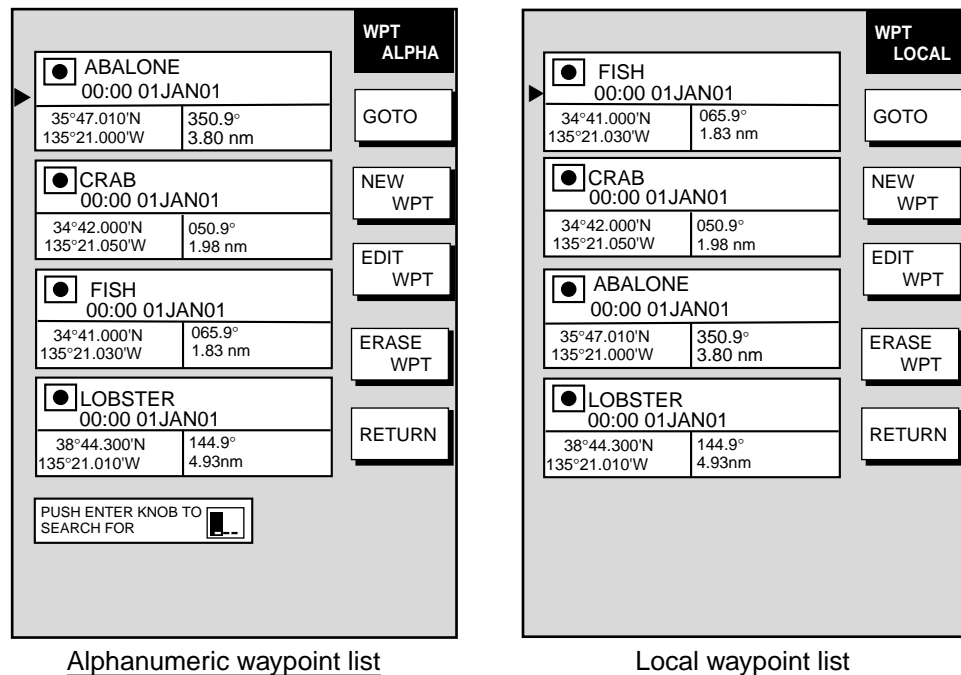 WPT
ALPHA
ABALONE
00:00 01JAN01
35°47.010'N 350.9°
135°21.000'W 3.80 nm
CRAB
00:00 01JAN01
34°42.000'N 050.9°
135°21.050'W 1.98 nm
FISH
00:00 01JAN01
34°41.000'N 065.9°
135°21.030'W 1.83 nm
LOBSTER
00:00 01JAN01
38°44.300'N 144.9°
135°21.010'W 4.93nm
PUSH ENTER KNOB TO
SEARCH FOR
GOTO
NEW
WPT
EDIT
WPT
ERASE
WPT
RETURN
Alphanumeric waypoint list
WPT
LOCAL
FISH
00:00 01JAN01
34°41.000'N 065.9°
135°21.030'W 1.83 nm
CRAB
00:00 01JAN01
34°42.000'N 050.9°
135°21.050'W 1.98 nm
ABALONE
00:00 01JAN01
35°47.010'N 350.9°
135°21.000'W 3.80 nm
LOBSTER
00:00 01JAN01
38°44.300'N 144.9°
135°21.010'W 4.93nm
GOTO
NEW
WPT
EDIT
WPT
ERASE
WPT
RETURN
Local waypoint list